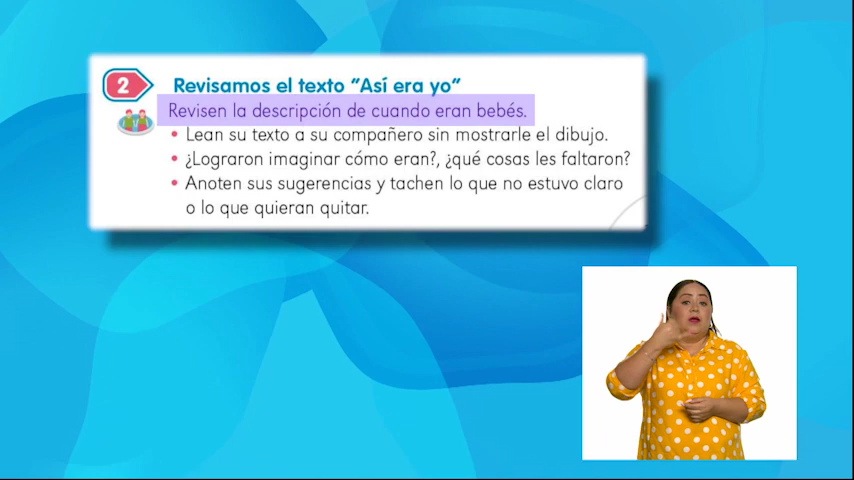 2
Revisamos el texto "Así era yo"
Revisen la descripción de cuando eran bebés.
• Lean su texto a su compañero sin mostrarle el dibujo.
• ¿Lograron imaginar cómo eran?, ¿qué cosas les faltaron?
• Anoten sus sugerencias y tachen lo que no estuvo claro
o lo que quieran quitar.